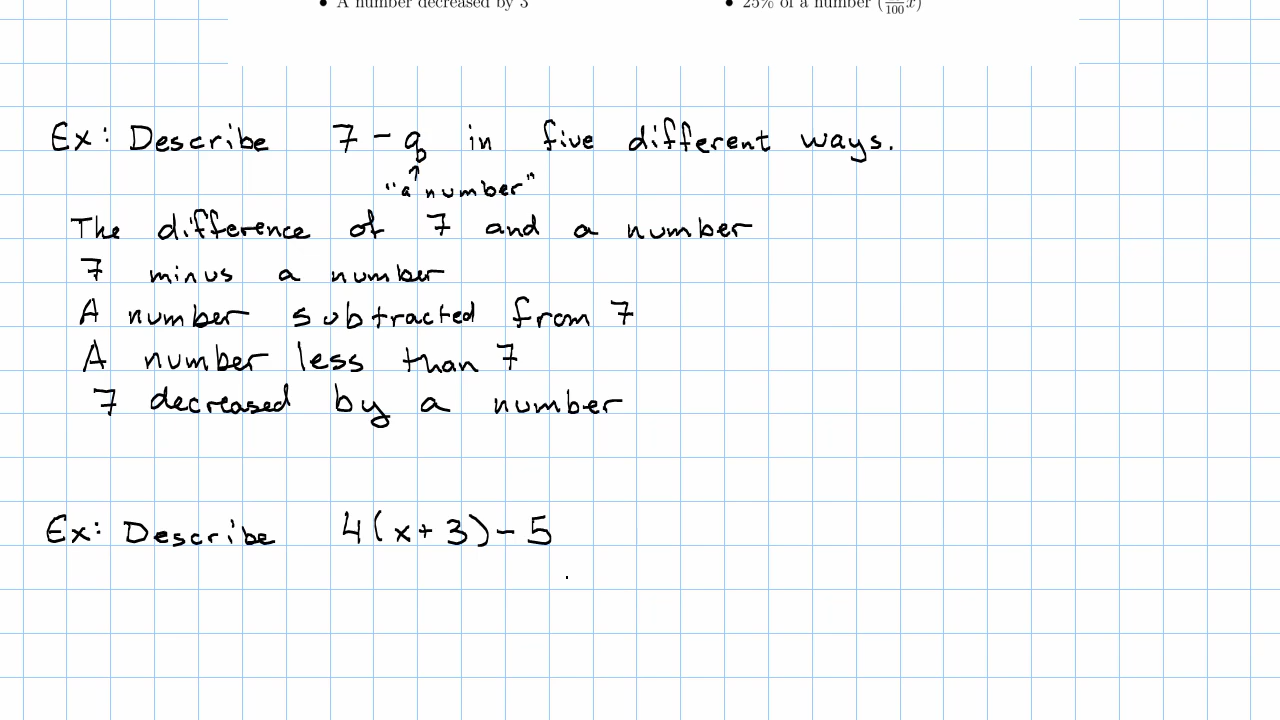 • A number decreased by 3
• 25% of a number (25/100 x)
Ex: Describe 7 - q in five different ways.
"a number"
The difference of 7 and a number
7 minus a number
A number subtracted from 7
A number less than 7
7 decreased by a number
Ex: Describe 4(x+3)-5